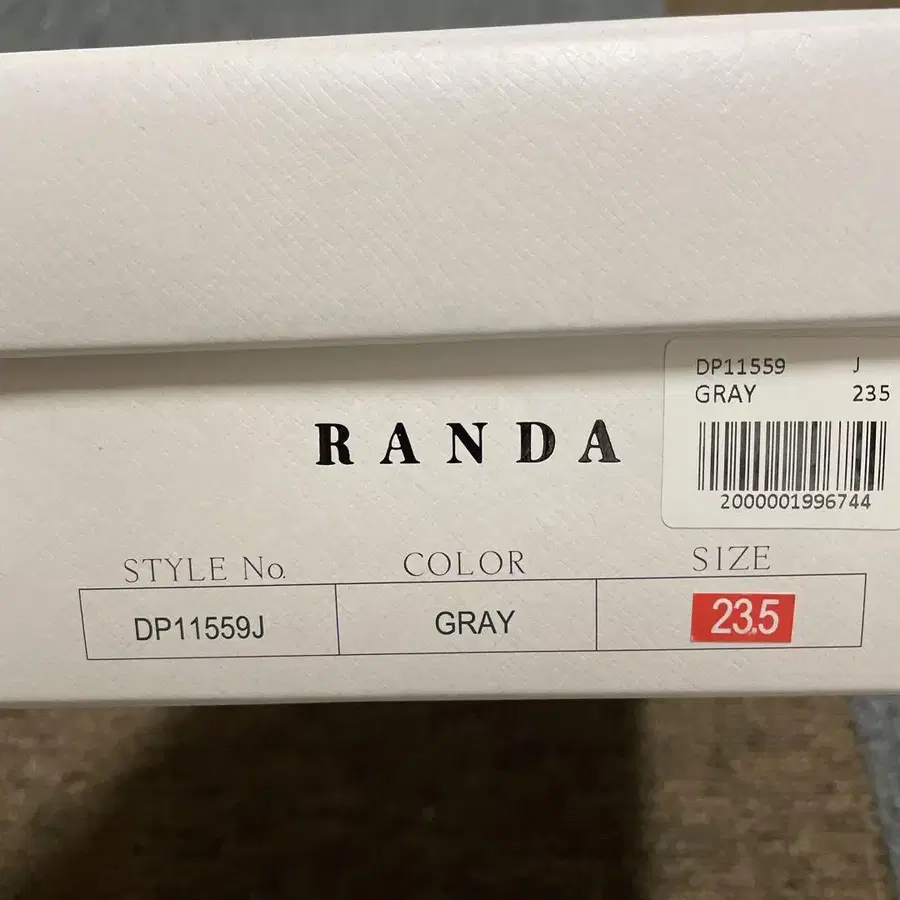 DP11559 J
GRAY 235
2000001996744
RANDA
STYLE No. COLOR SIZE
DP11559J GRAY 23.5